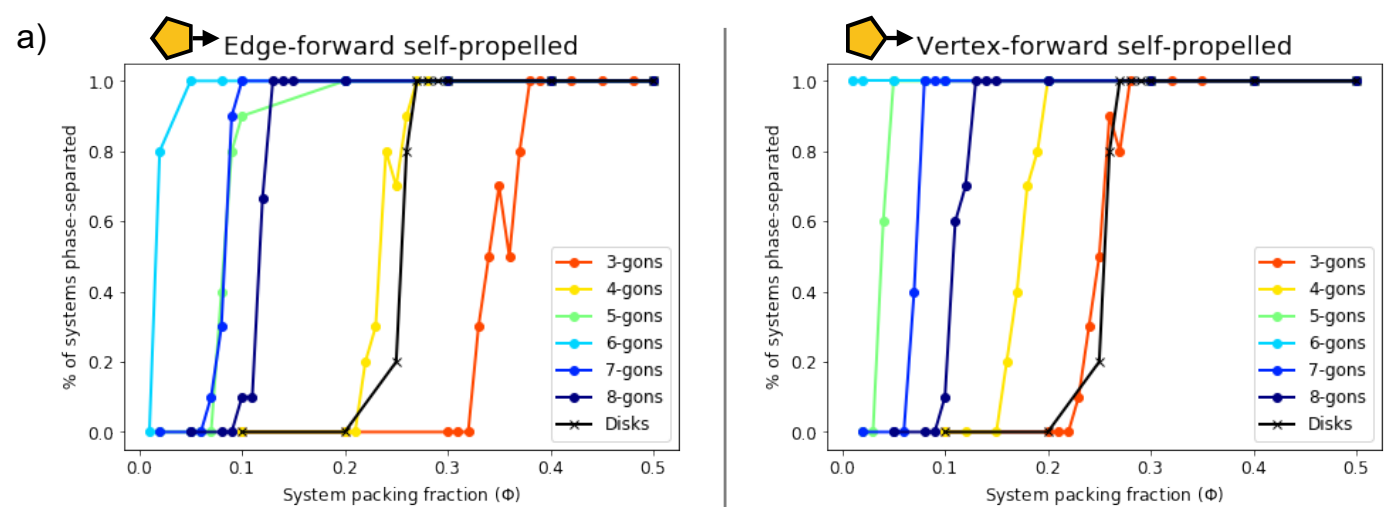 a)
Edge-forward self-propelled
% of systems phase-separated
1.0
0.8
0.6
0.4
0.2
0.0
3-gons
4-gons
5-gons
6-gons
7-gons
8-gons
Disks
0.0 0.1 0.2 0.3 0.4 0.5
System packing fraction (Φ)
Vertex-forward self-propelled
% of systems phase-separated
1.0
0.8
0.6
0.4
0.2
0.0
3-gons
4-gons
5-gons
6-gons
7-gons
8-gons
Disks
0.0 0.1 0.2 0.3 0.4 0.5
System packing fraction (Φ)